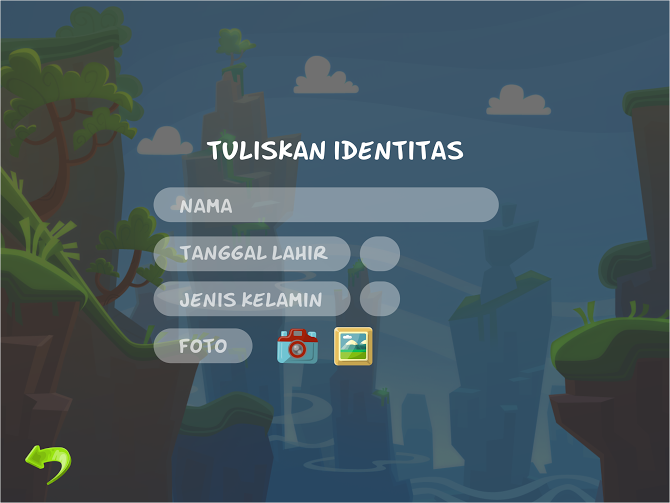 TULISKAN IDENTITAS
NAMA
TANGGAL LAHIR
JENIS KELAMIN
FOTO